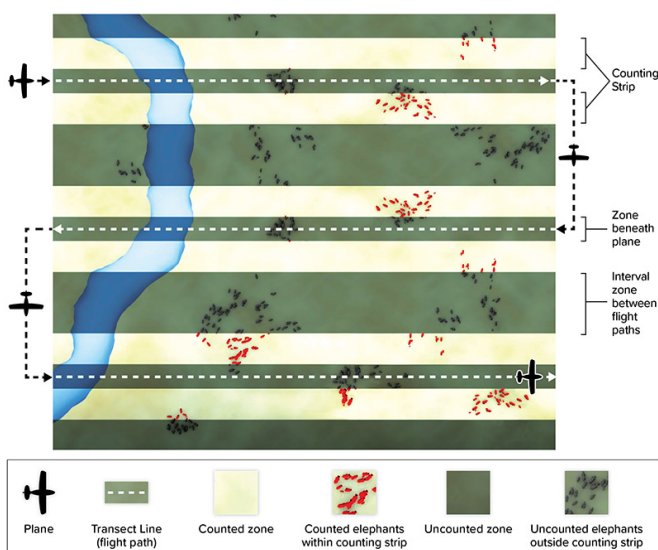 Counting
Strip
Zone
beneath
plane
Interval
zone
between
flight
paths
Plane
Transect Line
(flight path)
Counted zone
Counted elephants
within counting strip
Uncounted zone
Uncounted elephants
outside counting strip